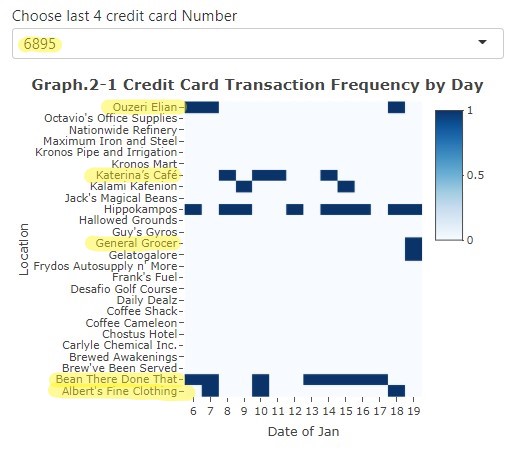 Choose last 4 credit card Number
6895
Graph.2-1 Credit Card Transaction Frequency by Day
Location
Ouzeri Elian
Octavio's Office Supplies
Nationwide Refinery
Maximum Iron and Steel
Kronos Pipe and Irrigation
Kronos Mart
Katerina's Café
Kalami Kafenion
Jack's Magical Beans
Hippokampos
Hallowed Grounds
Guy's Gyros
General Grocer
Gelatogalore
Frydos Autosupply n' More
Frank's Fuel
Desafio Golf Course
Daily Dealz
Coffee Shack
Coffee Cameleon
Chostus Hotel
Carlyle Chemical Inc.
Brewed Awakenings
Brew've Been Served
Bean There Done That
Albert's Fine Clothing
6 7 8 9 10 11 12 13 14 15 16 17 18 19
Date of Jan
1
0.5
0